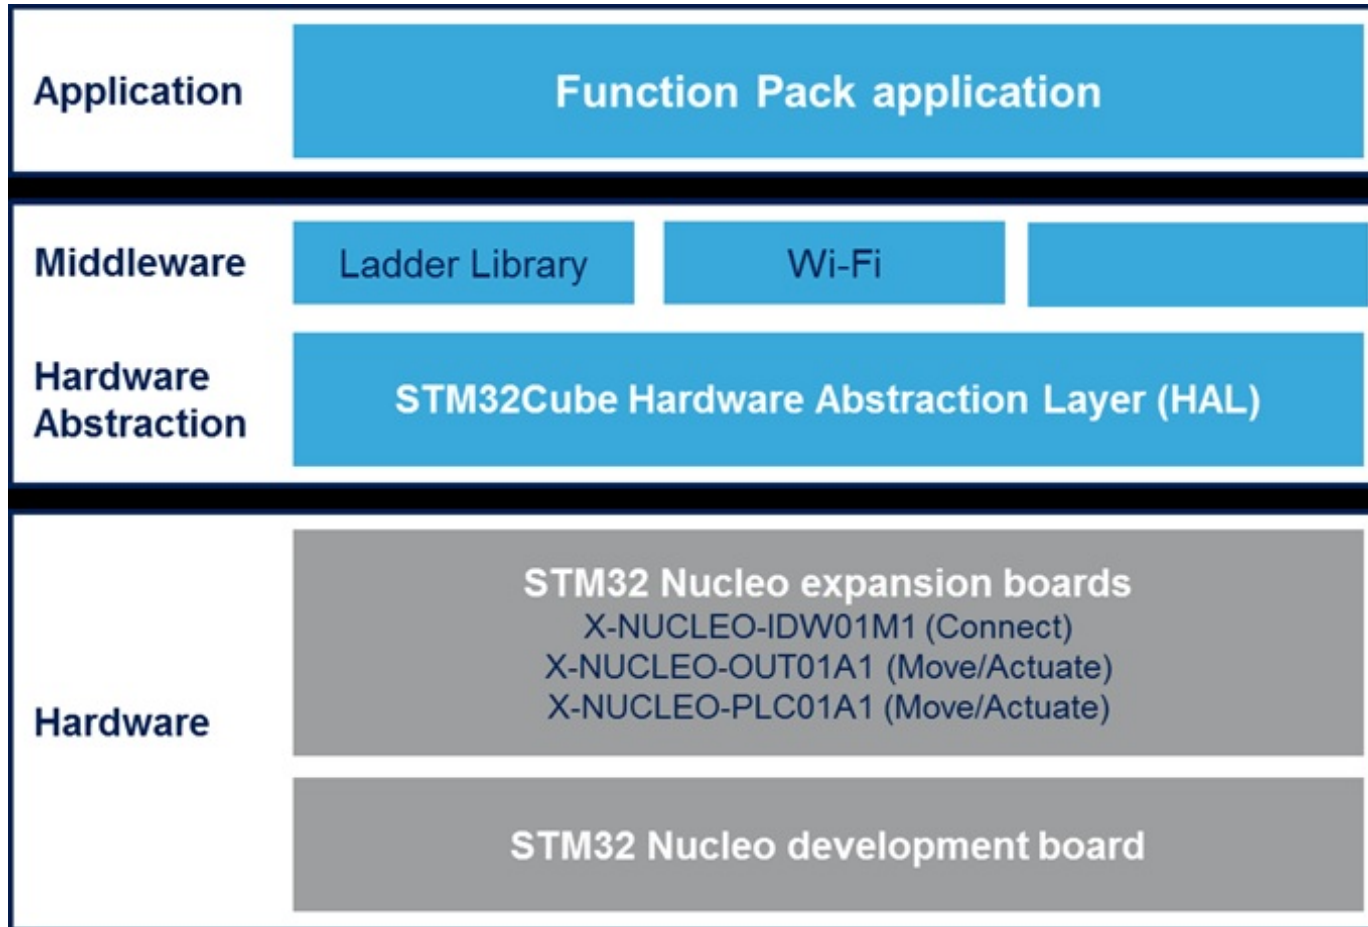 Application
Function Pack application
Middleware
Ladder Library
Wi-Fi
Hardware
Abstraction
STM32Cube Hardware Abstraction Layer (HAL)
Hardware
STM32 Nucleo expansion boards
X-NUCLEO-IDW01M1 (Connect)
X-NUCLEO-OUT01A1 (Move/Actuate)
X-NUCLEO-PLC01A1 (Move/Actuate)
STM32 Nucleo development board